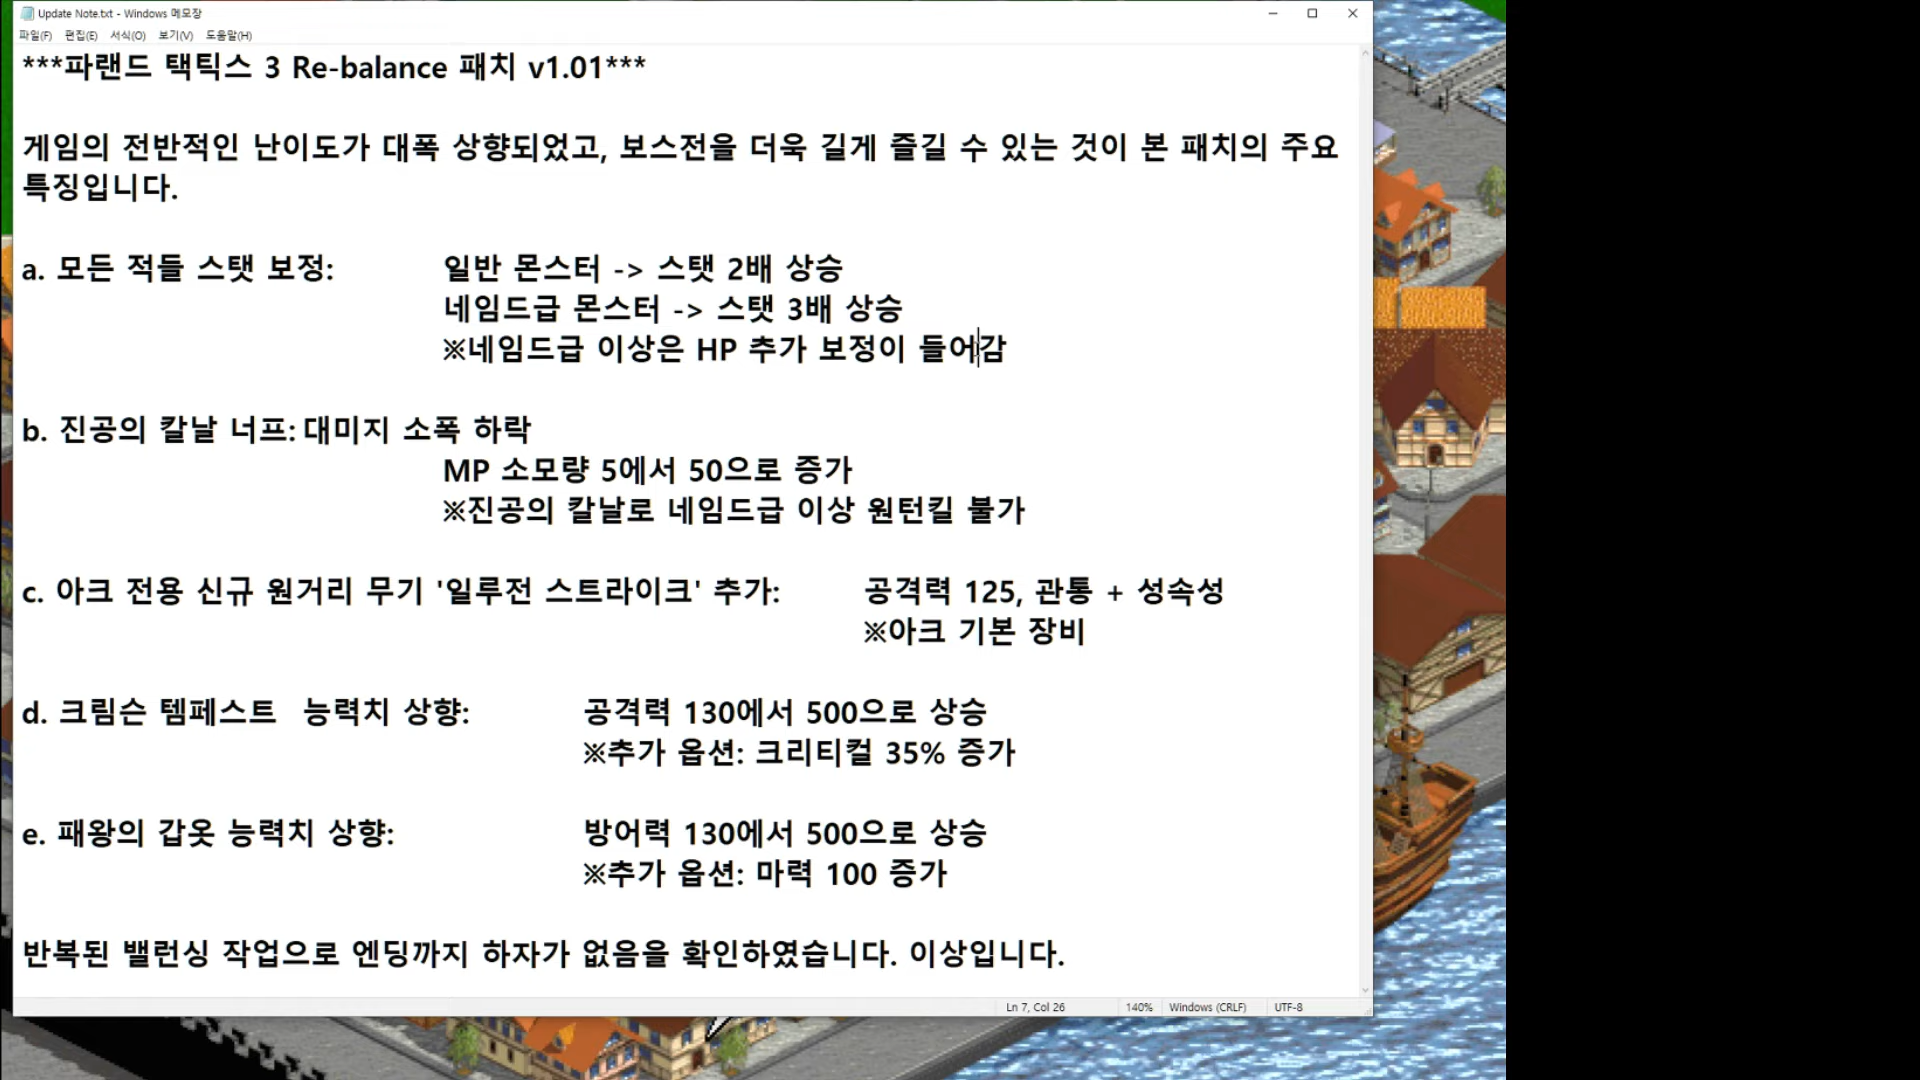 Update Note.txt - Windows 메모장
파일(F) 편집(E) 서식(O) 보기(V) 도움말(H)
***파랜드 택틱스 3 Re-balance 패치 v1.01***
게임의 전반적인 난이도가 대폭 상향되었고, 보스전을 더욱 길게 즐길 수 있는 것이 본 패치의 주요
특징입니다.
a. 모든 적들 스탯 보정: 일반 몬스터 -> 스탯 2배 상승
네임드급 몬스터 -> 스탯 3배 상승
※네임드급 이상은 HP 추가 보정이 들어감
b. 진공의 칼날 너프: 대미지 소폭 하락
MP 소모량 5에서 50으로 증가
※진공의 칼날로 네임드급 이상 원턴킬 불가
c. 아크 전용 신규 원거리 무기 '일루전 스트라이크' 추가: 공격력 125, 관통 + 성속성
※아크 기본 장비
d. 크림슨 템페스트 능력치 상향: 공격력 130에서 500으로 상승
※추가 옵션: 크리티컬 35% 증가
e. 패왕의 갑옷 능력치 상향: 방어력 130에서 500으로 상승
※추가 옵션: 마력 100 증가
반복된 밸런싱 작업으로 엔딩까지 하자가 없음을 확인하였습니다. 이상입니다.
Ln 7, Col 26 140% Windows (CRLF) UTF-8